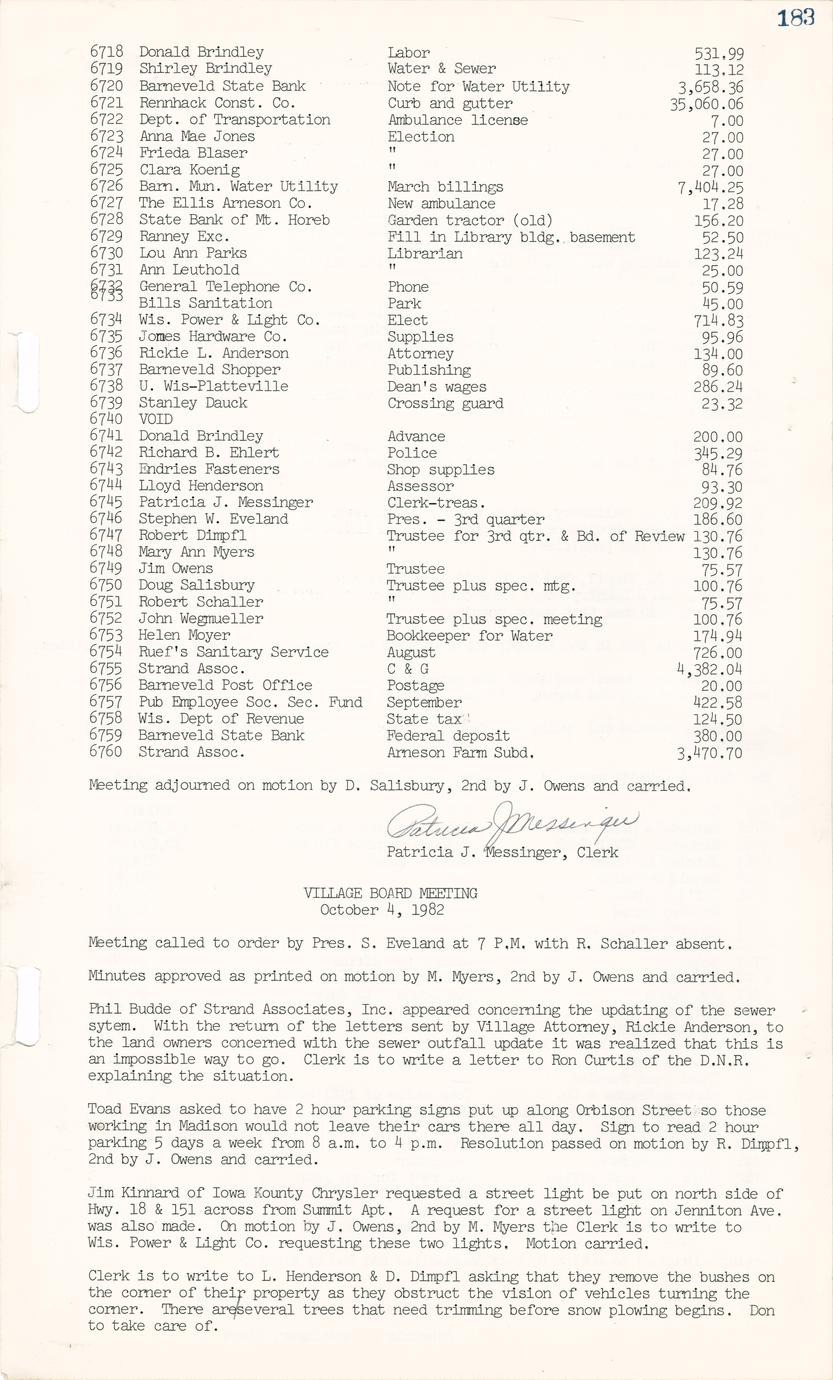 183
6718 Donald Brindley Labor 531.99
6719 Shirley Brindley Water & Sewer 113.12
6720 Barneveld State Bank Note for Water Utility 3,658.36
6721 Rennhack Const. Co. Curb and gutter 35,060.06
6722 Dept. of Transportation Ambulance license 7.00
6723 Anna Mae Jones Election 27.00
6724 Frieda Blaser " 27.00
6725 Clara Koenig " 27.00
6726 Barn. Mun. Water Utility March billings 7,404.25
6727 The Ellis Arneson Co. New ambulance 17.28
6728 State Bank of Mt. Horeb Garden tractor (old) 156.20
6729 Ranney Exc. Fill in Library bldg. basement 52.50
6730 Lou Ann Parks Librarian 123.24
6731 Ann Leuthold " 25.00
6732 General Telephone Co. Phone 50.59
6733 Bills Sanitation Park 45.00
6734 Wis. Power & Light Co. Elect 714.83
6735 Jones Hardware Co. Supplies 95.96
6736 Rickie L. Anderson Attorney 134.00
6737 Barneveld Shopper Publishing 89.60
6738 U. Wis-Platteville Dean's wages 286.24
6739 Stanley Dauck Crossing guard 23.32
6740 VOID
6741 Donald Brindley Advance 200.00
6742 Richard B. Ehlert Police 345.29
6743 Endries Fasteners Shop supplies 84.76
6744 Lloyd Henderson Assessor 93.30
6745 Patricia J. Messinger Clerk-treas. 209.92
6746 Stephen W. Eveland Pres. - 3rd quarter 186.60
6747 Robert Dimpfl Trustee for 3rd qtr. & Bd. of Review 130.76
6748 Mary Ann Myers " 130.76
6749 Jim Owens Trustee 75.57
6750 Doug Salisbury Trustee plus spec. mtg. 100.76
6751 Robert Schaller " 75.57
6752 John Wegmueller Trustee plus spec. meeting 100.76
6753 Helen Moyer Bookkeeper for Water 174.94
6754 Ruef's Sanitary Service August 726.00
6755 Strand Assoc. C & G 4,382.04
6756 Barneveld Post Office Postage 20.00
6757 Pub Employee Soc. Sec. Fund September 422.58
6758 Wis. Dept of Revenue State tax 124.50
6759 Barneveld State Bank Federal deposit 380.00
6760 Strand Assoc. Arneson Farm Subd. 3,470.70
Meeting adjourned on motion by D. Salisbury, 2nd by J. Owens and carried.
Patricia J Messinger
Patricia J. Messinger, Clerk
VILLAGE BOARD MEETING
October 4, 1982
Meeting called to order by Pres. S. Eveland at 7 P.M. with R. Schaller absent.
Minutes approved as printed on motion by M. Myers, 2nd by J. Owens and carried.
Phil Budde of Strand Associates, Inc. appeared concerning the updating of the sewer
sytem. With the return of the letters sent by Village Attorney, Rickie Anderson, to
the land owners concerned with the sewer outfall update it was realized that this is
an impossible way to go. Clerk is to write a letter to Ron Curtis of the D.N.R.
explaining the situation.
Toad Evans asked to have 2 hour parking signs put up along Orbison Street so those
working in Madison would not leave their cars there all day. Sign to read 2 hour
parking 5 days a week from 8 a.m. to 4 p.m. Resolution passed on motion by R. Dimpfl,
2nd by J. Owens and carried.
Jim Kinnard of Iowa Kounty Chrysler requested a street light be put on north side of
Hwy. 18 & 151 across from Summit Apt. A request for a street light on Jenniton Ave.
was also made. On motion by J. Owens, 2nd by M. Myers the Clerk is to write to
Wis. Power & Light Co. requesting these two lights. Motion carried.
Clerk is to write to L. Henderson & D. Dimpfl asking that they remove the bushes on
the corner of their property as they obstruct the vision of vehicles turning the
corner. There are/several trees that need trimming before snow plowing begins. Don
to take care of.